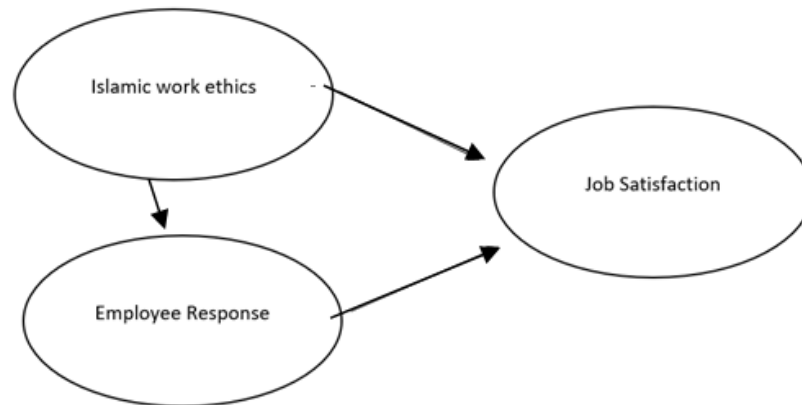 Islamic work ethics
Job Satisfaction
Employee Response